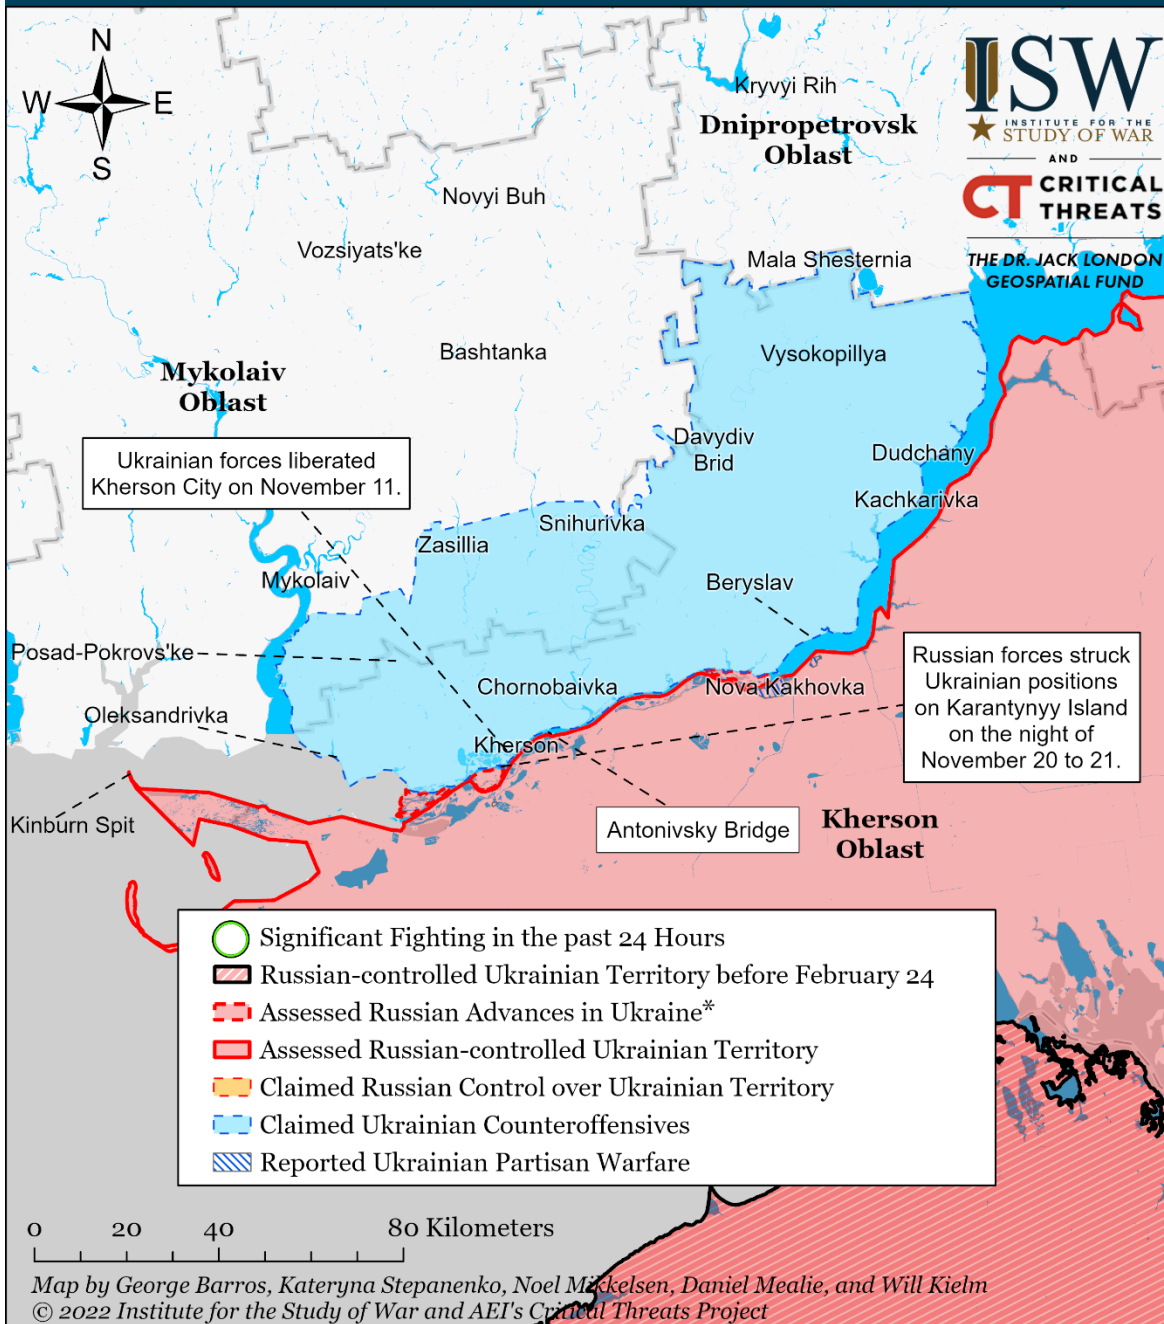 N
W
E
S
ISW
INSTITUTE FOR THE
STUDY OF WAR
AND
CT CRITICAL
THREATS
THE DR. JACK LONDON
GEOSPATIAL FUND
Kryvyi Rih
Dnipropetrovsk
Oblast
Novyi Buh
Vozsiyats'ke
Mala Shesternia
Bashtanka
Vysokopillya
Mykolaiv
Oblast
Ukrainian forces liberated
Kherson City on November 11.
Davydiv
Brid
Dudchany
Kachkarivka
Snihurivka
Zasillia
Mykolaiv
Beryslav
Posad-Pokrovs'ke
Russian forces struck
Ukrainian positions
on Karantynyy Island
on the night of
November 20 to 21.
Chornobaivka
Nova Kakhovka
Oleksandrivka
Kherson
Kinburn Spit
Antonivsky Bridge
Kherson
Oblast
Significant Fighting in the past 24 Hours
Russian-controlled Ukrainian Territory before February 24
Assessed Russian Advances in Ukraine*
Assessed Russian-controlled Ukrainian Territory
Claimed Russian Control over Ukrainian Territory
Claimed Ukrainian Counteroffensives
Reported Ukrainian Partisan Warfare
0 20 40 80 Kilometers
Map by George Barros, Kateryna Stepanenko, Noel Mikkelsen, Daniel Mealie, and Will Kielm
© 2022 Institute for the Study of War and AEI's Critical Threats Project